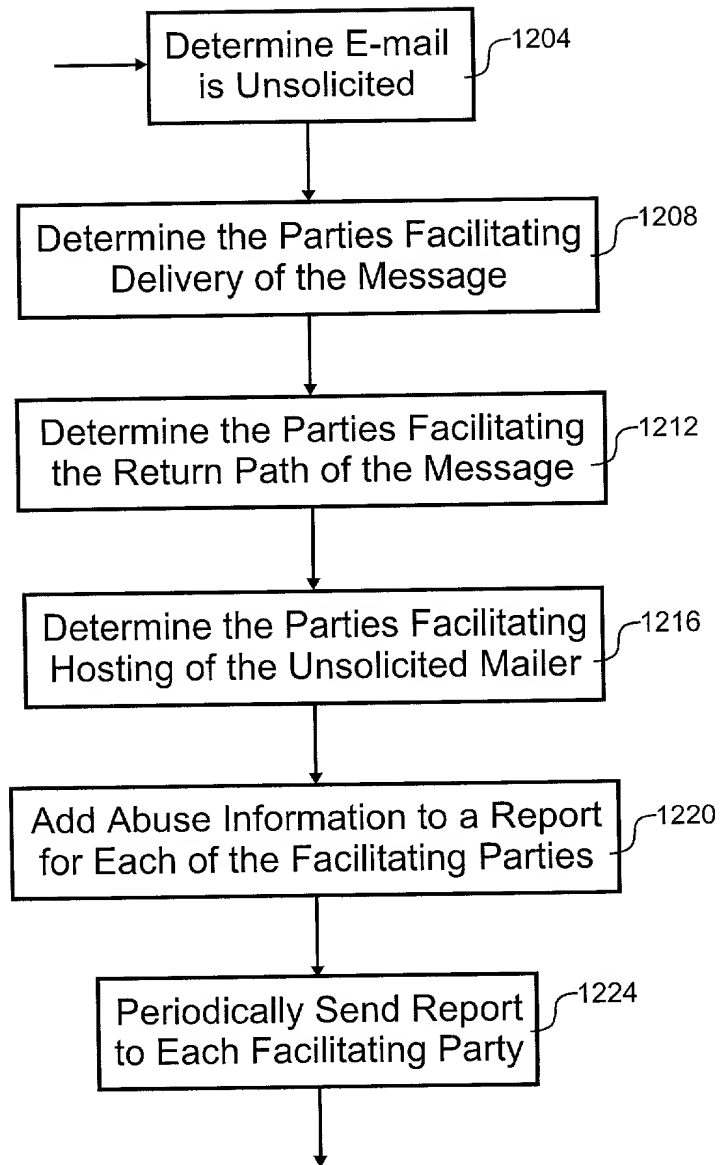 Determine E-mail
is Unsolicited
1204
Determine the Parties Facilitating
Delivery of the Message
1208
Determine the Parties Facilitating
the Return Path of the Message
1212
Determine the Parties Facilitating
Hosting of the Unsolicited Mailer
1216
Add Abuse Information to a Report
for Each of the Facilitating Parties
1220
Periodically Send Report
to Each Facilitating Party
1224